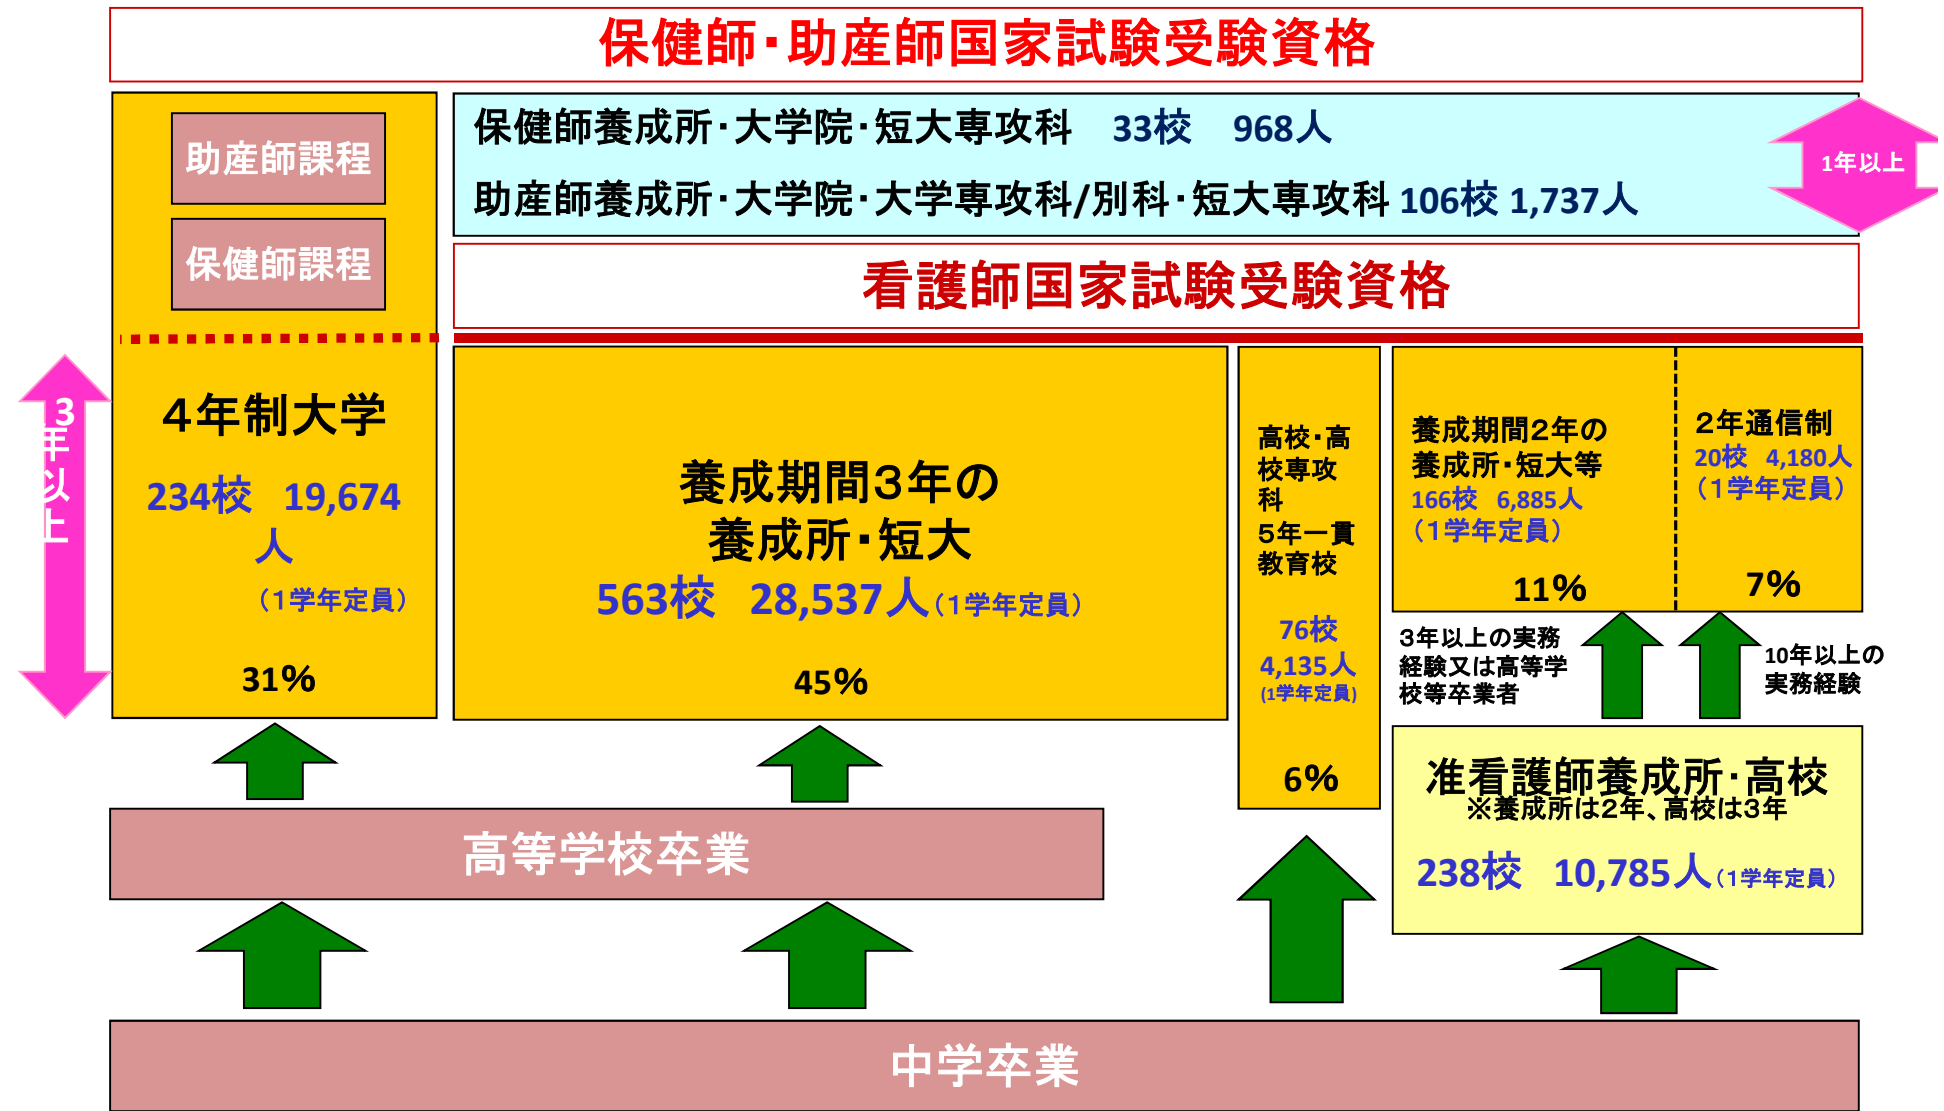 保健師・助産師国家試験受験資格
助産師課程
保健師課程
保健師養成所・大学院・短大専攻科　33校　968人
助産師養成所・大学院・大学専攻科/別科・短大専攻科 106校 1,737人
1年以上
看護師国家試験受験資格
3
年
以
上
４年制大学
234校　19,674
人
（１学年定員）
31%
養成期間３年の
養成所・短大
563校　28,537人（１学年定員）
45%
高校・高
校専攻
科
５年一貫
教育校
76校
4,135人
(1学年定員)
6%
養成期間２年の
養成所・短大等
166校　6,885人
（１学年定員）
11%
２年通信制
20校　4,180人
（１学年定員）
7%
３年以上の実務
経験又は高等学
校等卒業者
10年以上の
実務経験
准看護師養成所・高校
※養成所は２年、高校は３年
238校　10,785人（１学年定員）
高等学校卒業
中学卒業